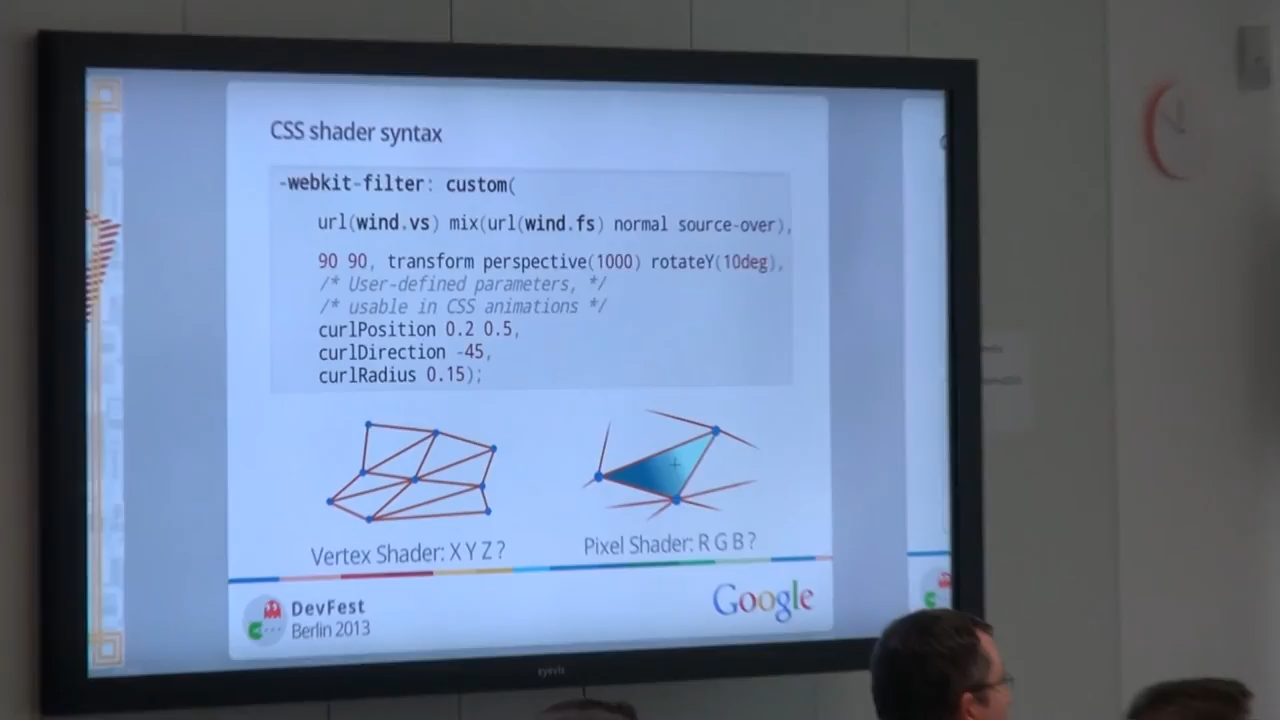 CSS shader syntax
-webkit-filter: custom(
url(wind.vs) mix(url(wind.fs) normal source-over),
90 90, transform perspective(1000) rotateY(10deg),
/* User-defined parameters, */
/* usable in CSS animations */
curlPosition 0.2 0.5,
curlDirection -45,
curlRadius 0.15);
Vertex Shader: X Y Z ?
Pixel Shader: R G B ?
DevFest
Berlin 2013
Google